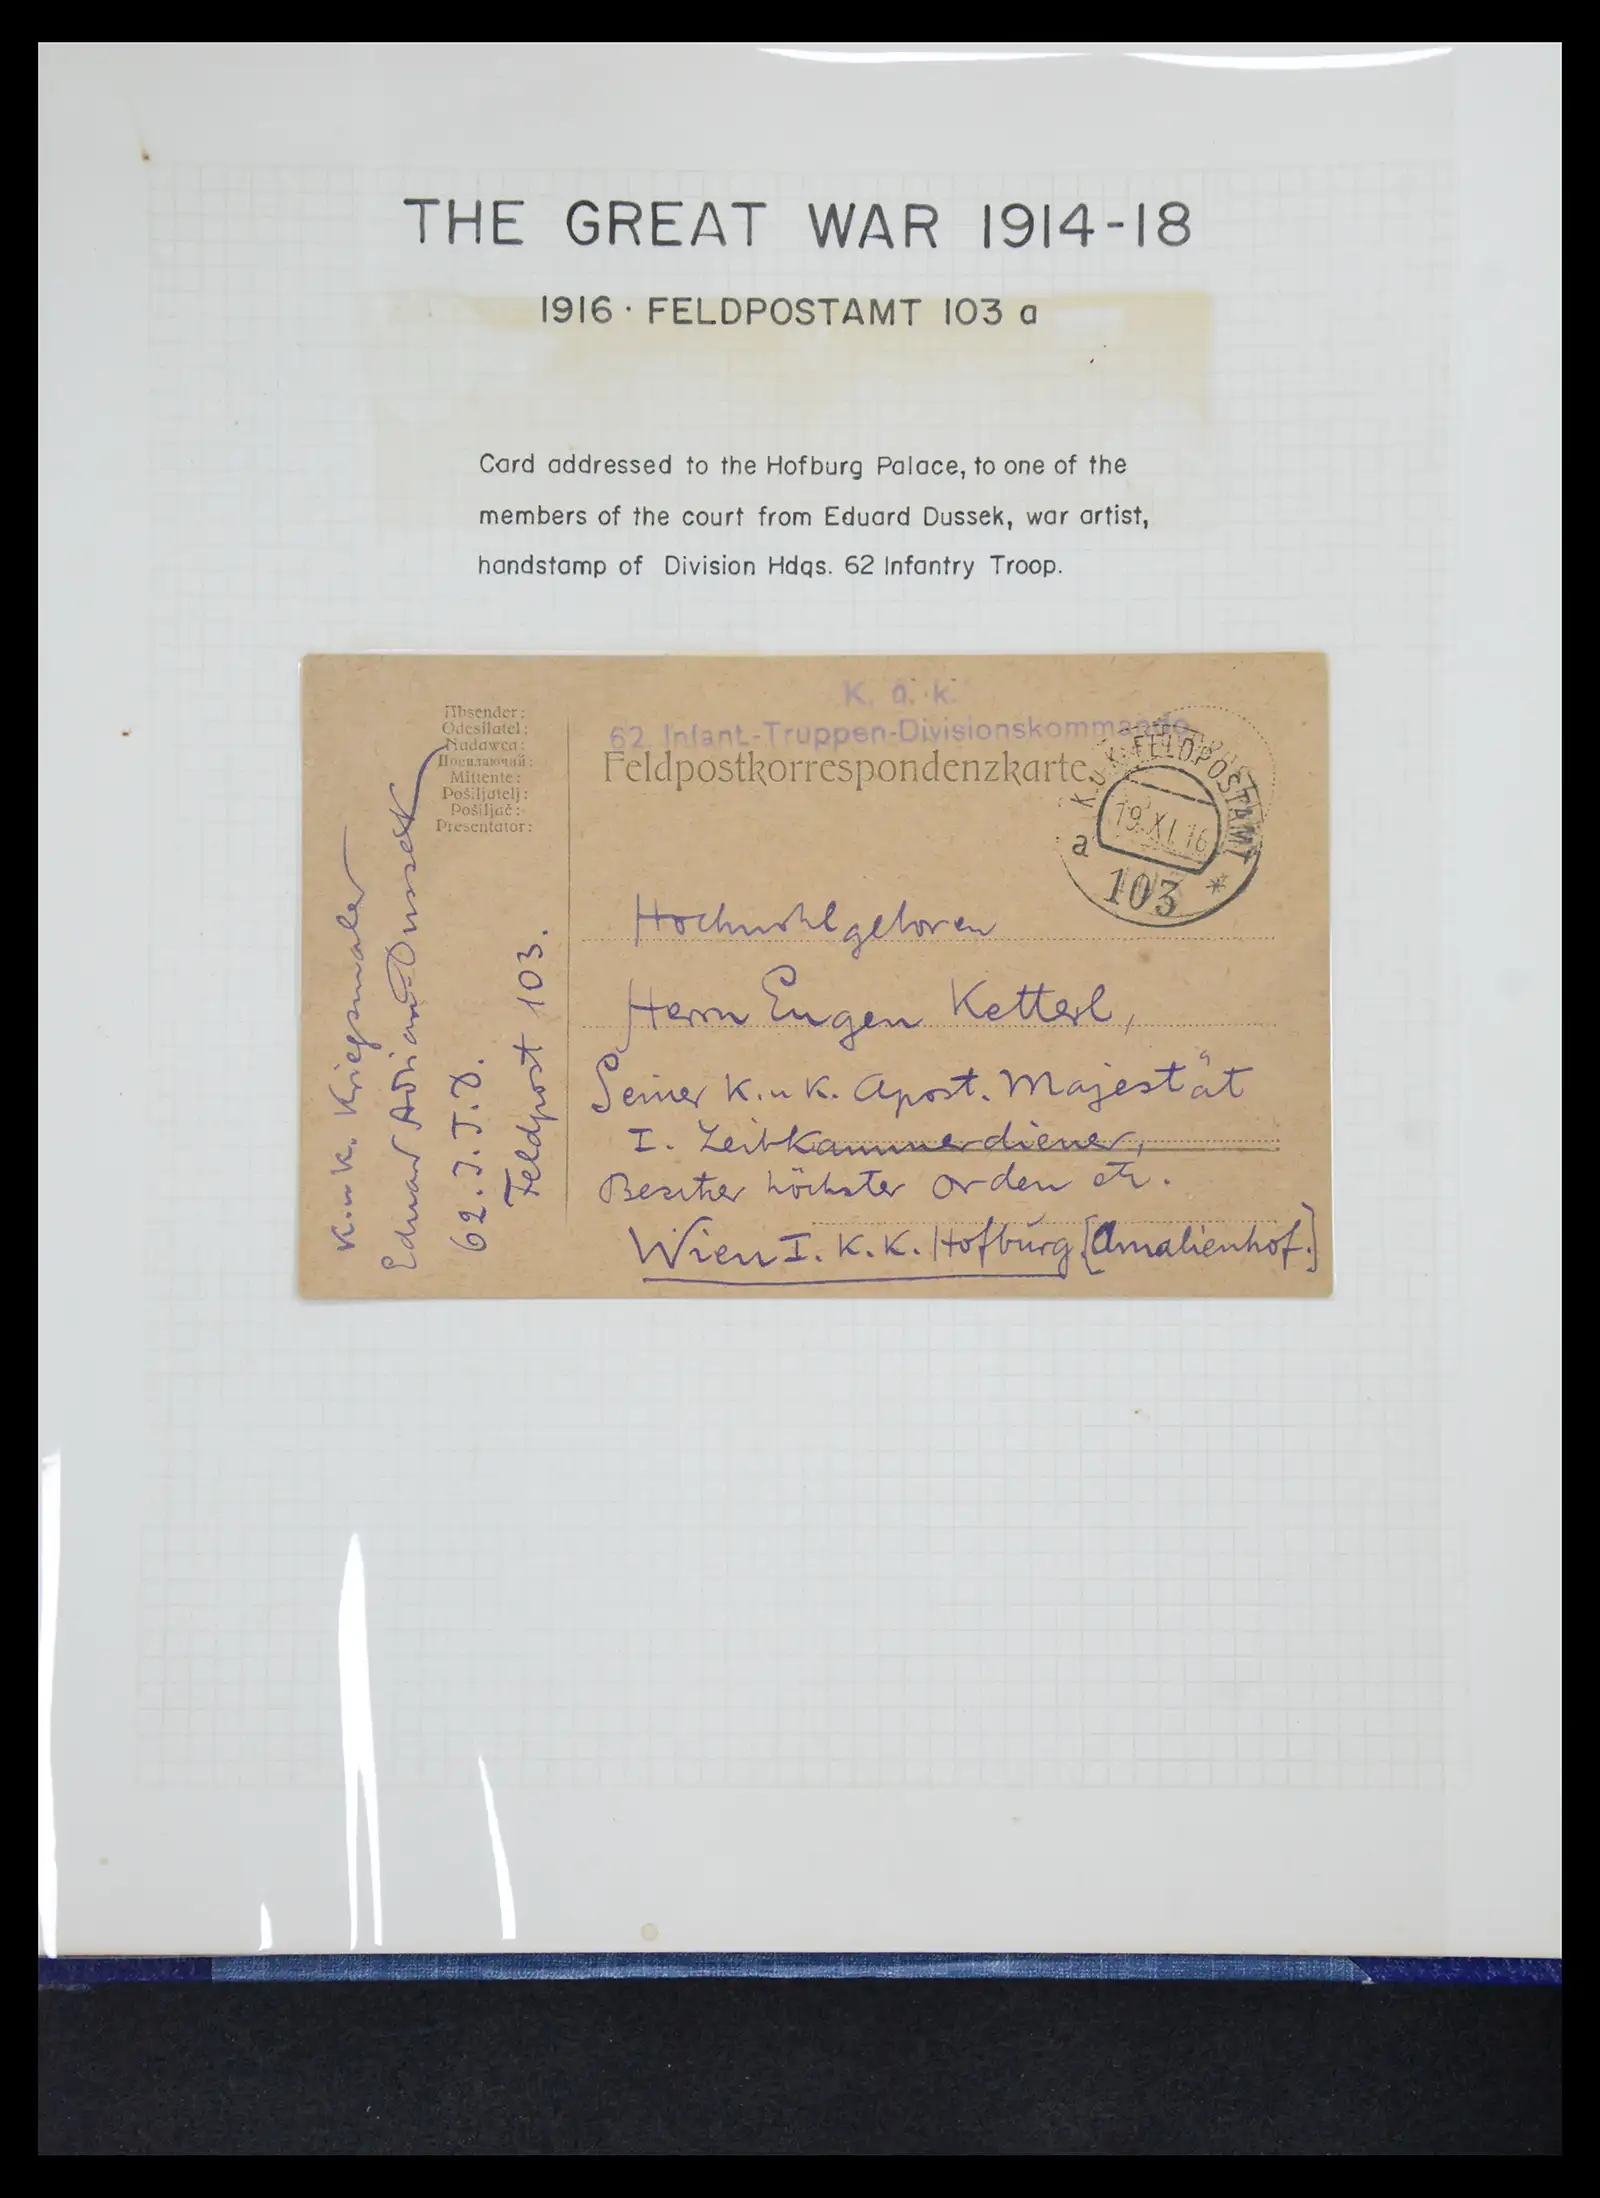 THE GREAT WAR 1914-18
1916 · FELDPOSTAMT 103 a
Card addressed to the Hofburg Palace, to one of the
members of the court from Eduard Dussek, war artist,
handstamp of Division Hdqs. 62 Infantry Troop.
K. u. k.
62. Infant.-Truppen-Divisionskommando
Feldpostkorrespondenzkarte.
K.u.K. FELDPOSTAMT
19.XI.16
a 103 *
Absender:
Odesílatel:
Nadawca:
Посилаючий:
Mittente:
Pošiljatelj:
Pošiljač:
Presentator:
K. u K. Kriegsmaler
Eduard Adrian-Dussek
62. I. T. D.
Feldpost 103.
Hochwohlgeboren
Herrn Eugen Ketterl,
Seiner K. u K. Apost. Majestät
I. Leibkammerdiener,
Besitzer höchster Orden etc.
Wien I. K. K. Hofburg [Amalienhof.]